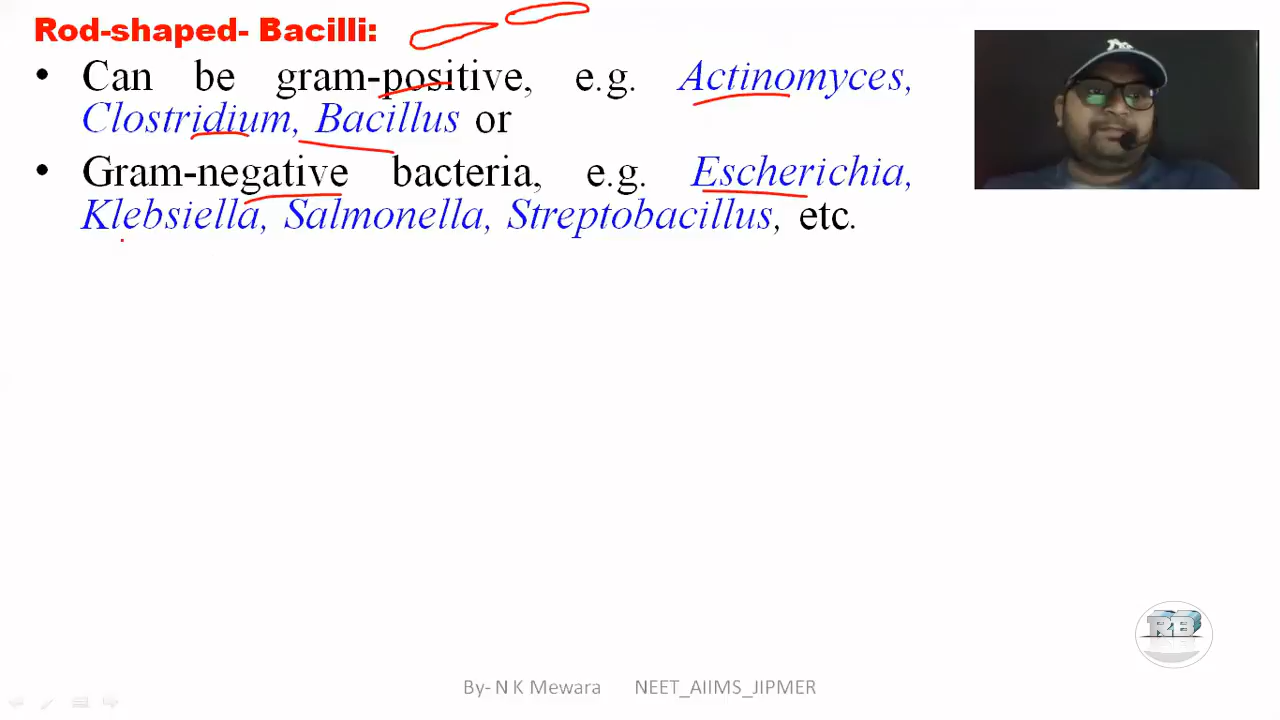 Rod-shaped- Bacilli:
• Can be gram-positive, e.g. Actinomyces,
Clostridium, Bacillus or
• Gram-negative bacteria, e.g. Escherichia,
Klebsiella, Salmonella, Streptobacillus, etc.
RB
By- N K Mewara NEET_AIIMS_JIPMER